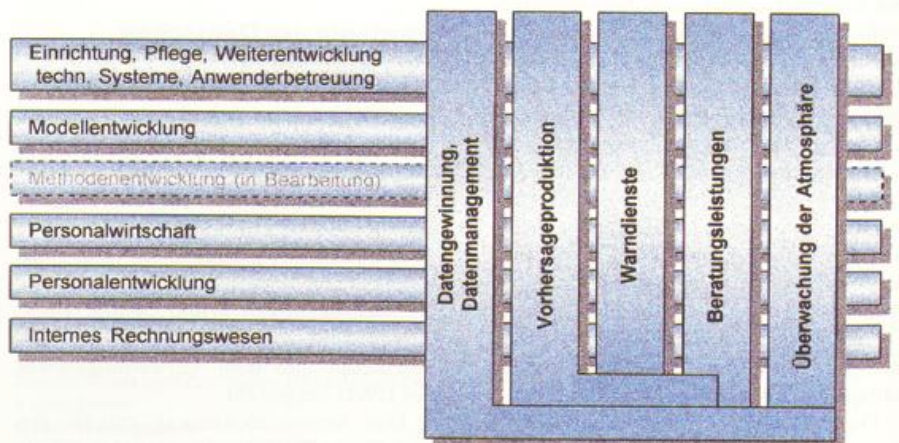 Einrichtung, Pflege, Weiterentwicklung
techn. Systeme, Anwenderbetreuung
Modellentwicklung
Methodenentwicklung (in Bearbeitung)
Personalwirtschaft
Personalentwicklung
Internes Rechnungswesen
Datengewinnung,
Datenmanagement
Vorhersageproduktion
Warndienste
Beratungsleistungen
Überwachung der Atmosphäre